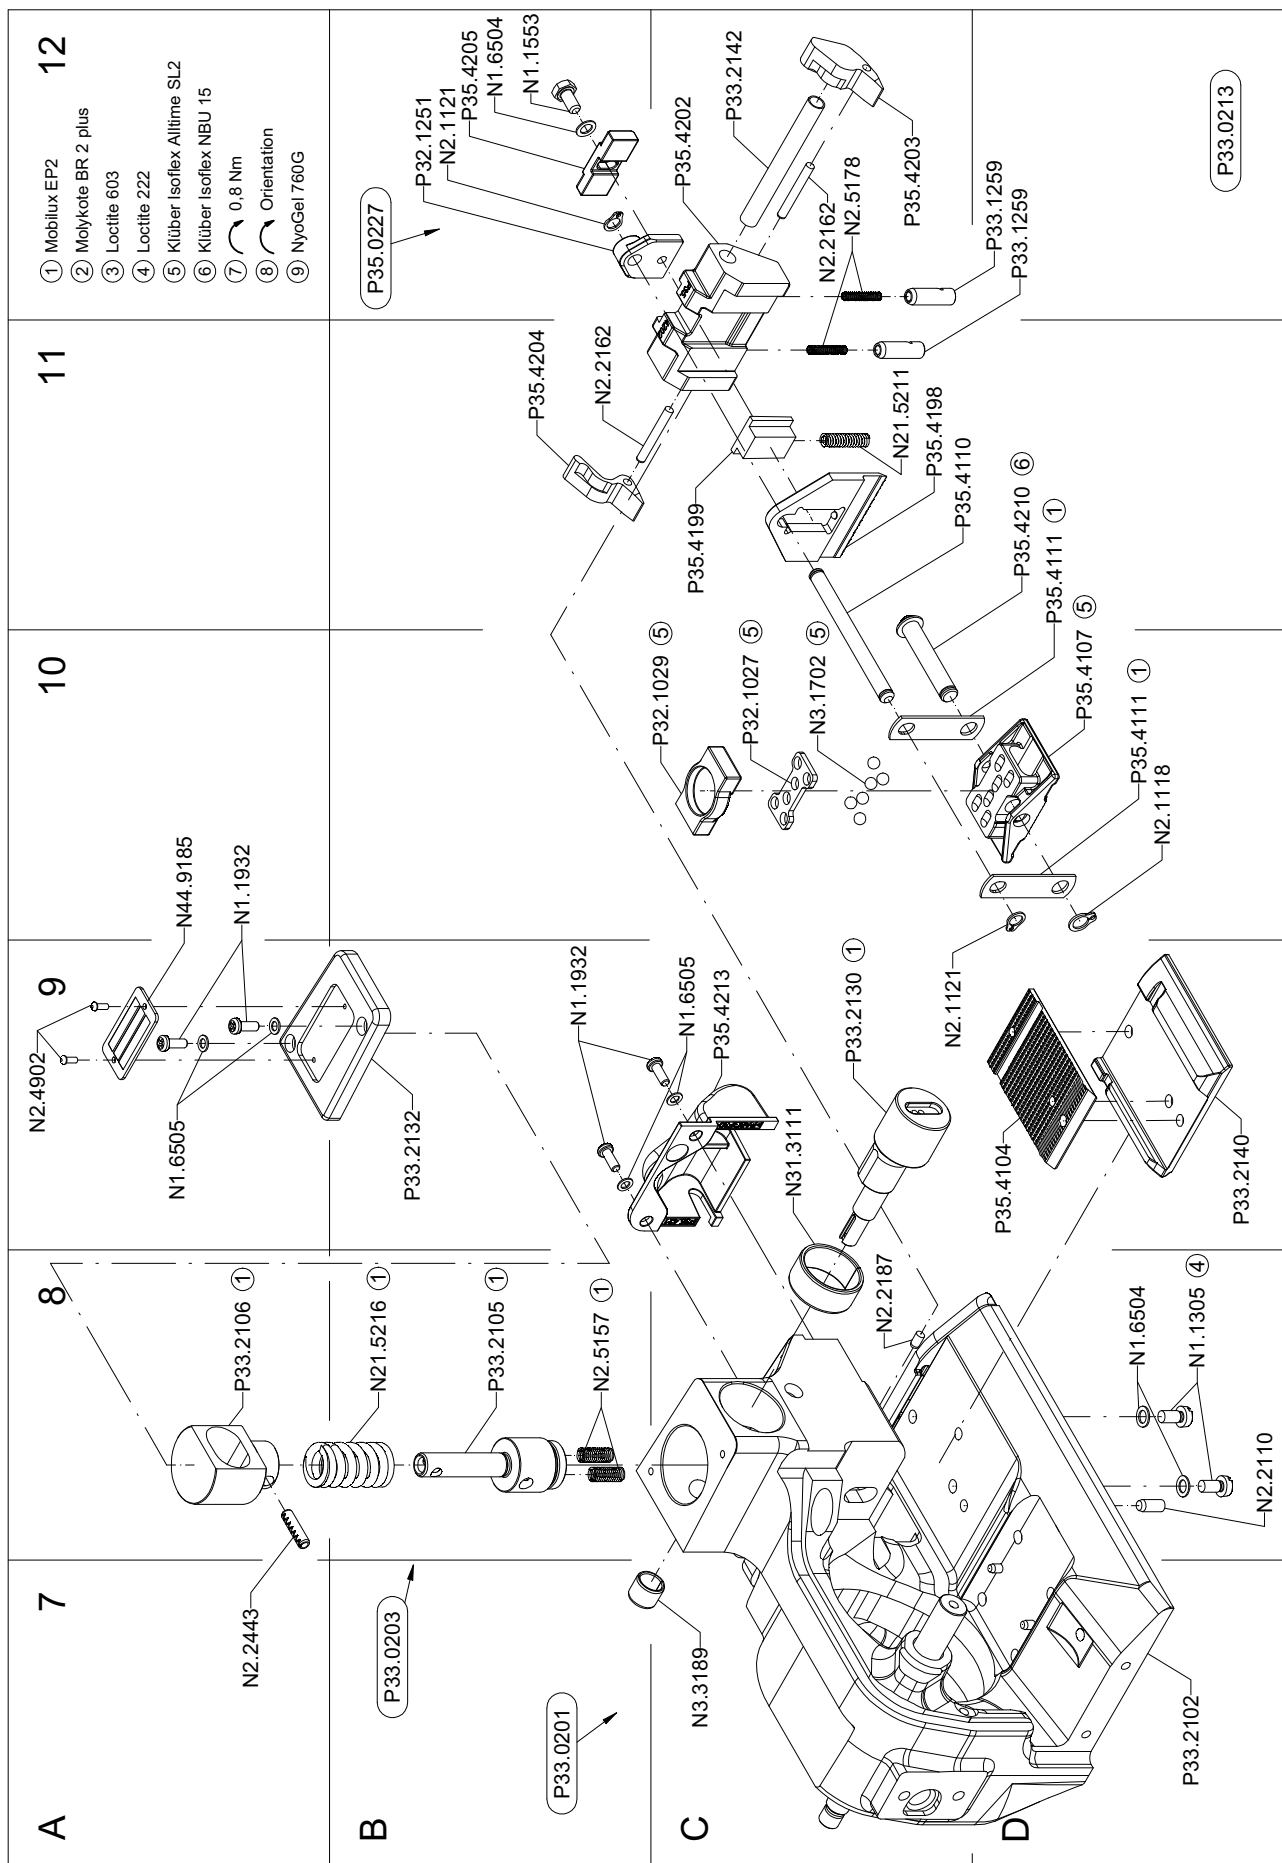 A
B
C
D
7
8
9
10
11
12
① Mobilux EP2
② Molykote BR 2 plus
③ Loctite 603
④ Loctite 222
⑤ Klüber Isoflex Alltime SL2
⑥ Klüber Isoflex NBU 15
⑦ 0,8 Nm
⑧ Orientation
⑨ NyoGel 760G
N2.2443
P33.2106 ①
N21.5216 ①
P33.2105 ①
N2.5157 ①
P33.0203
P33.0201
N3.3189
P33.2102
N2.4902
N44.9185
N1.1932
N1.6505
P33.2132
N1.1932
N1.6505
P35.4213
N31.3111
P33.2130 ①
N2.2187
N1.6504
N1.1305 ④
N2.2110
P35.4104
P33.2140
N2.1121
N2.1118
P35.4111 ①
P35.4107 ⑤
P35.4111 ①
P35.4210 ⑥
P35.4110
P35.4198
N21.5211
P32.1029 ⑤
P32.1027 ⑤
N3.1702 ⑤
P35.4199
P35.4204
N2.2162
P35.0227
P32.1251
N2.1121
P35.4205
N1.6504
N1.1553
P35.4202
P33.2142
P35.4203
N2.2162
N2.5178
P33.1259
P33.1259
P33.0213